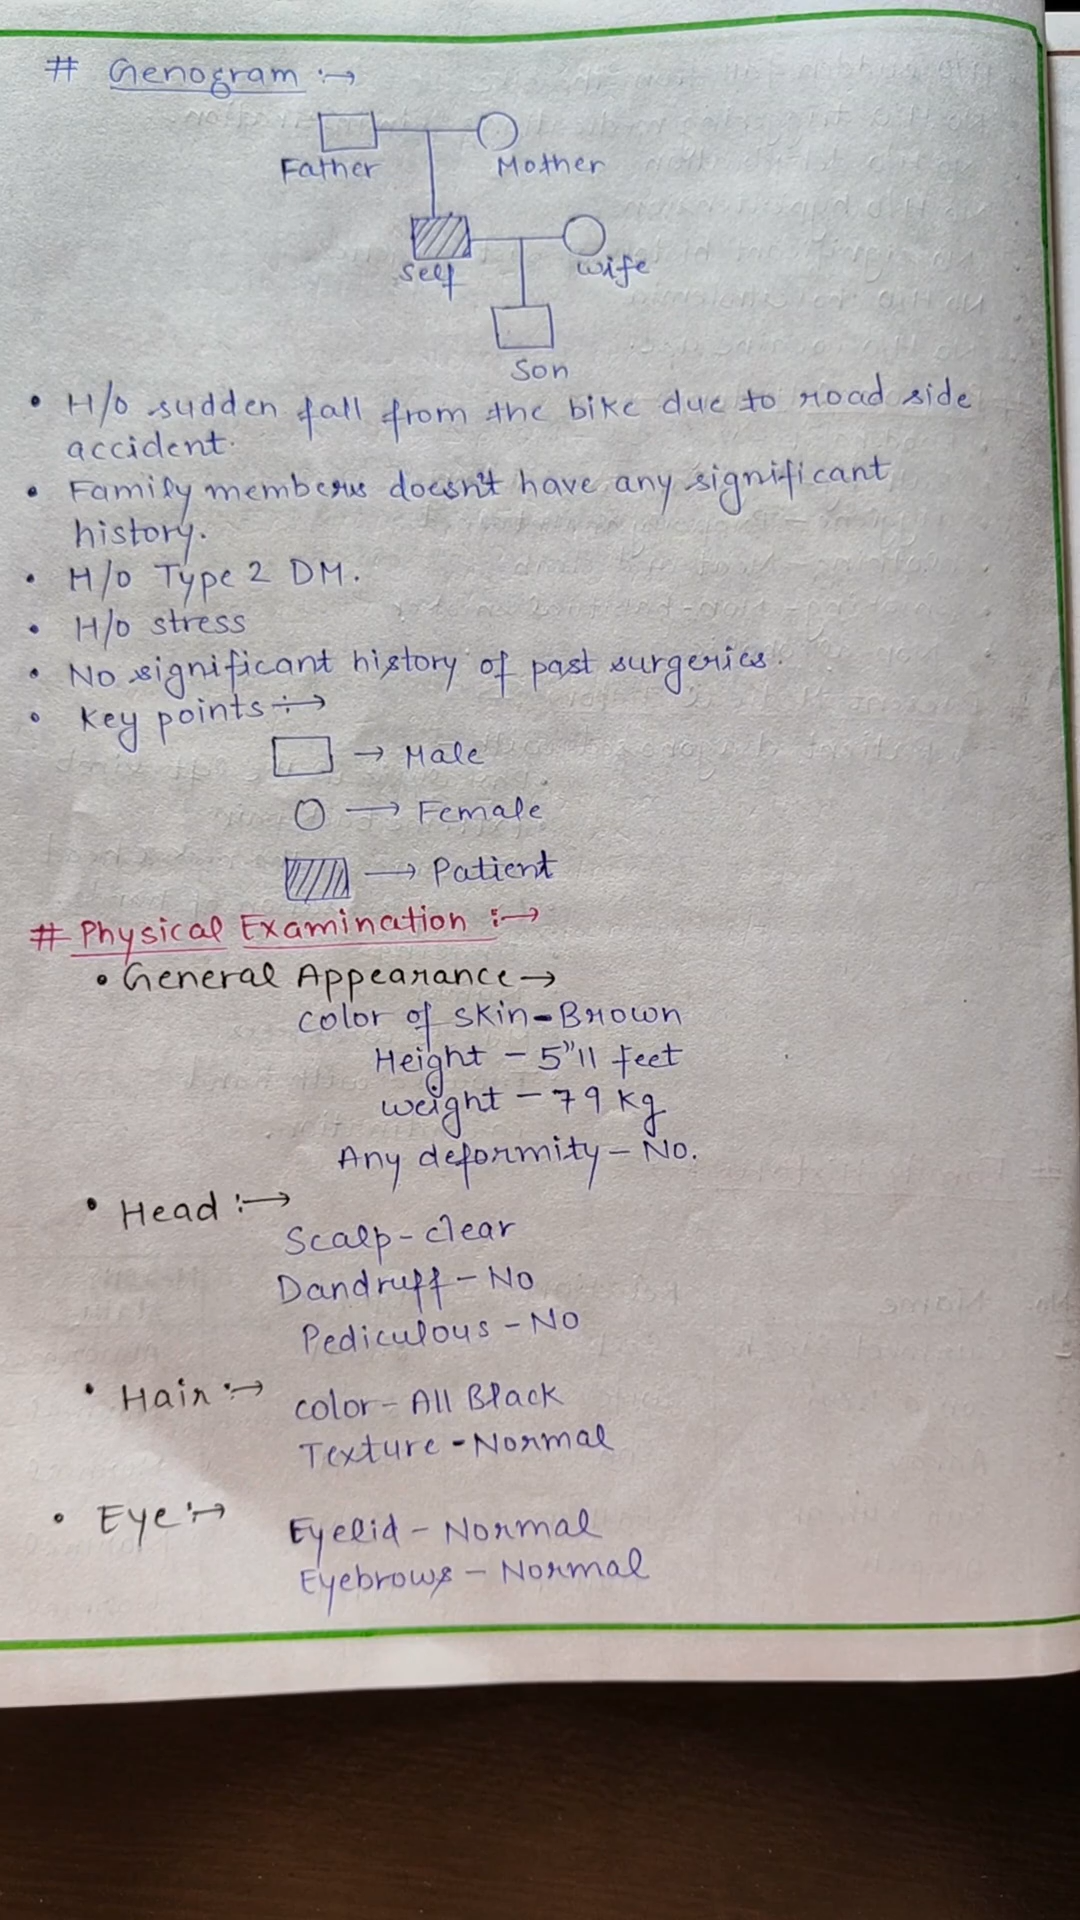 # Genogram :→
Father
Mother
Self
wife
Son
• H/o sudden fall from the bike due to road side
accident.
• Family members doesn't have any significant
history.
• H/o Type 2 DM.
• H/o stress
• No significant history of past surgeries.
• Key points :→
→ Male
→ Female
→ Patient
# Physical Examination :→
• General Appearance →
color of skin - Brown
Height - 5"11 feet
weight - 79 kg
Any deformity - No.
• Head :→
Scalp - clear
Dandruff - No
Pediculous - No
• Hair :→ color - All Black
Texture - Normal
• Eye :→ Eyelid - Normal
Eyebrows - Normal